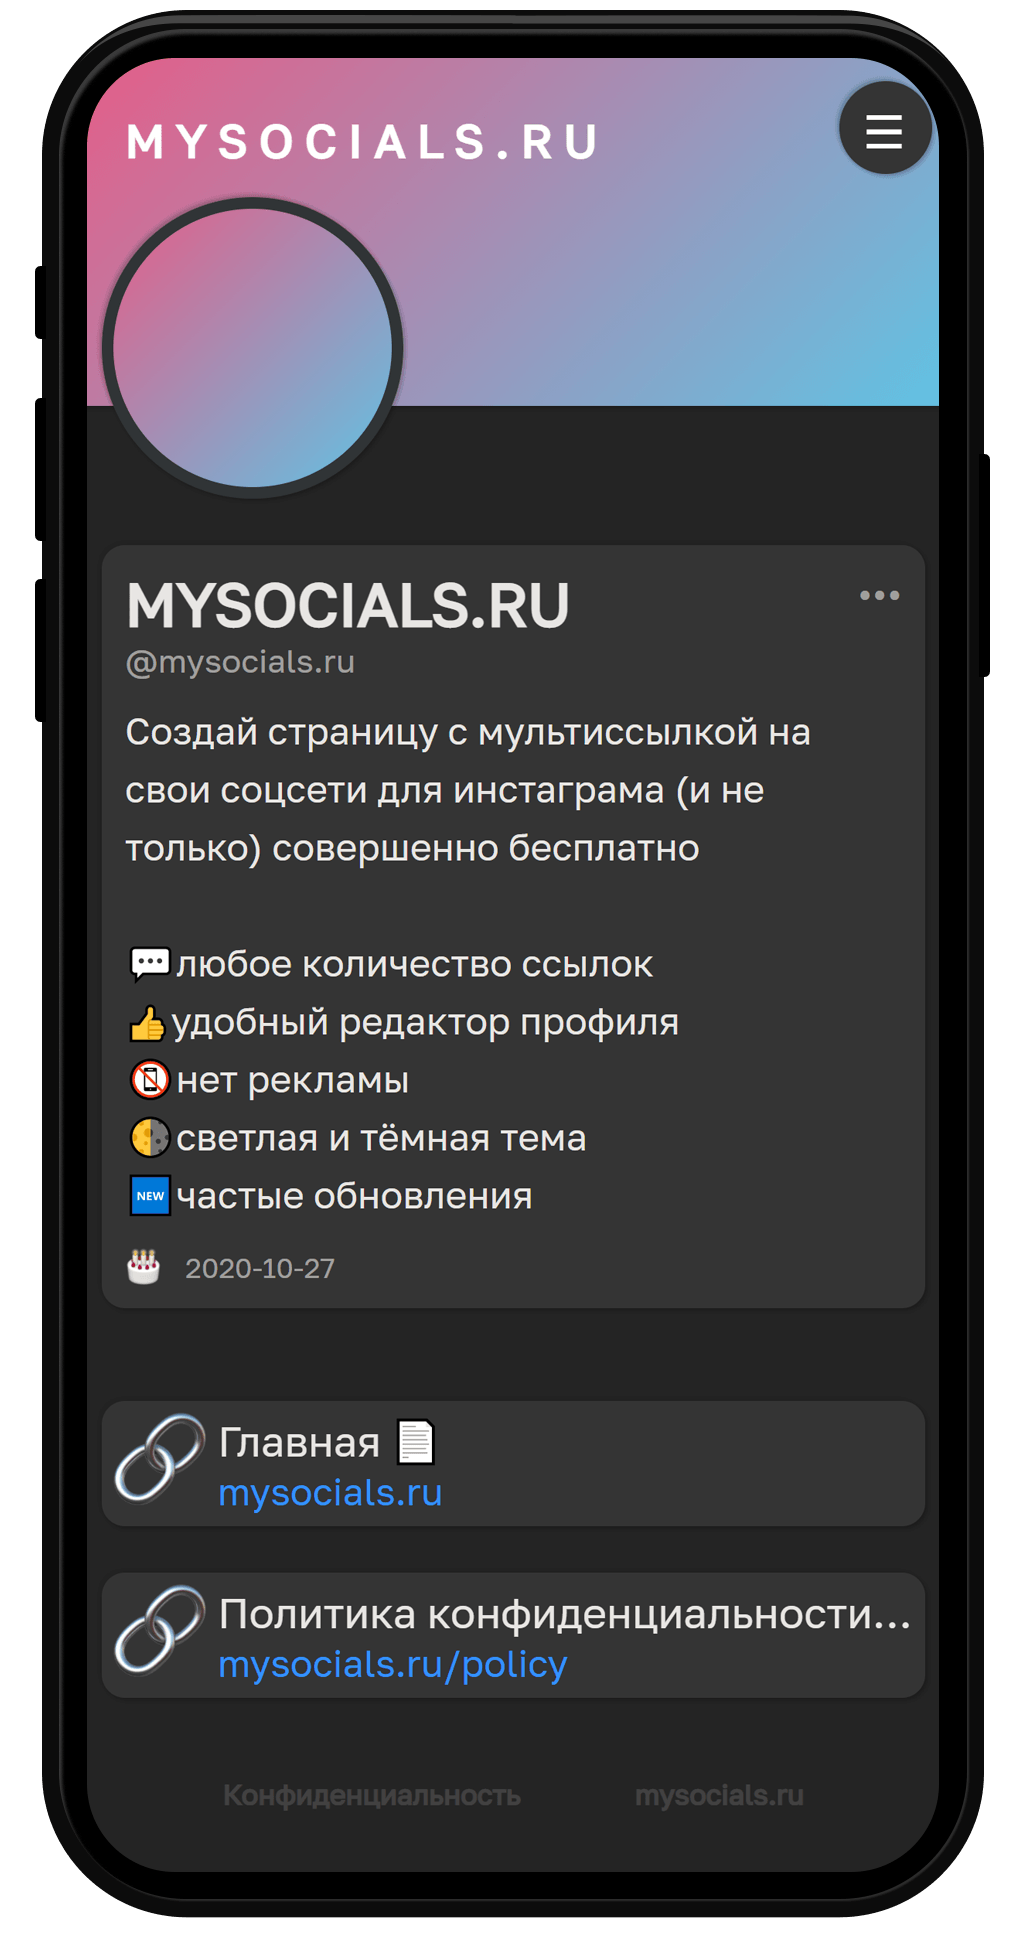 MYSOCIALS.RU
MYSOCIALS.RU
@mysocials.ru
Создай страницу с мультиссылкой на
свои соцсети для инстаграма (и не
только) совершенно бесплатно
💬любое количество ссылок
👍удобный редактор профиля
📵нет рекламы
🌓светлая и тёмная тема
🆕частые обновления
🎂 2020-10-27
Главная 📄
mysocials.ru
Политика конфиденциальности...
mysocials.ru/policy
Конфиденциальность mysocials.ru